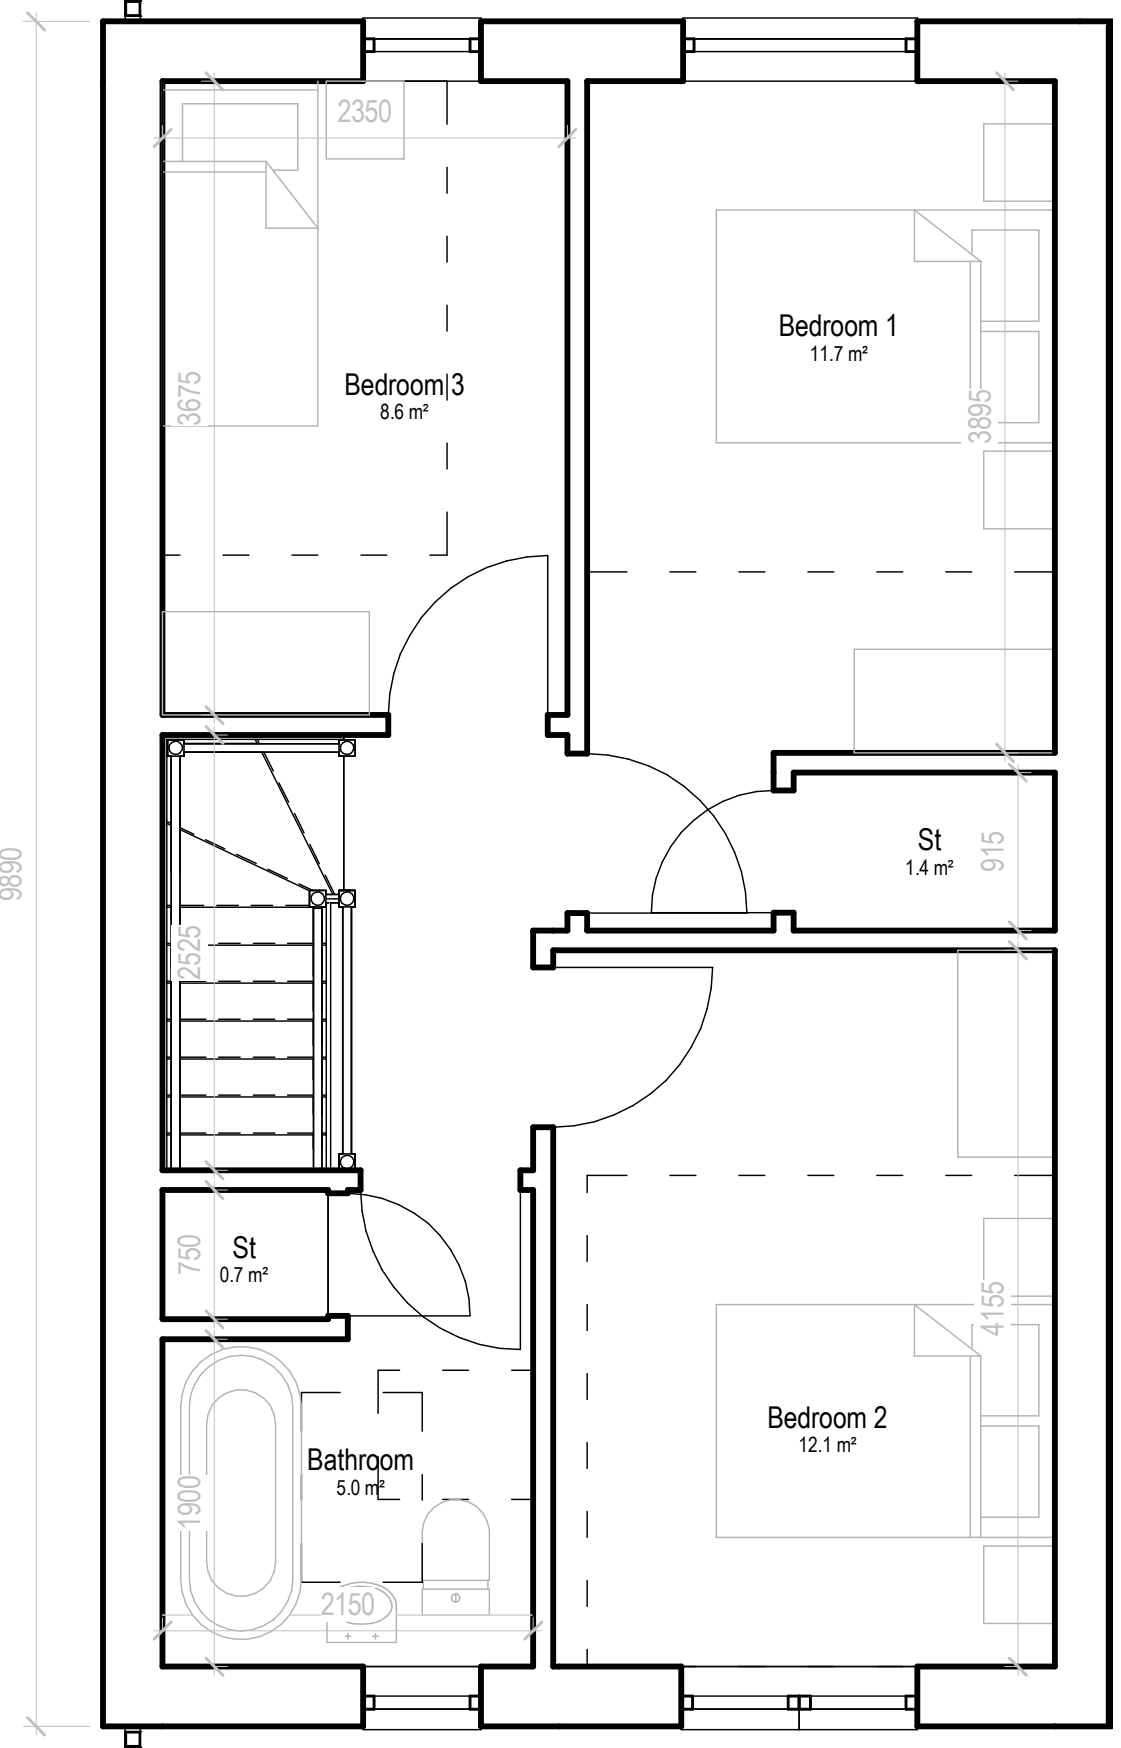 2350
Bedroom 1
11.7 m²
Bedroom 3
8.6 m²
3675
3895
St
1.4 m²
915
9890
2525
St
0.7 m²
750
4155
Bedroom 2
12.1 m²
Bathroom
5.0 m²
1900
2150